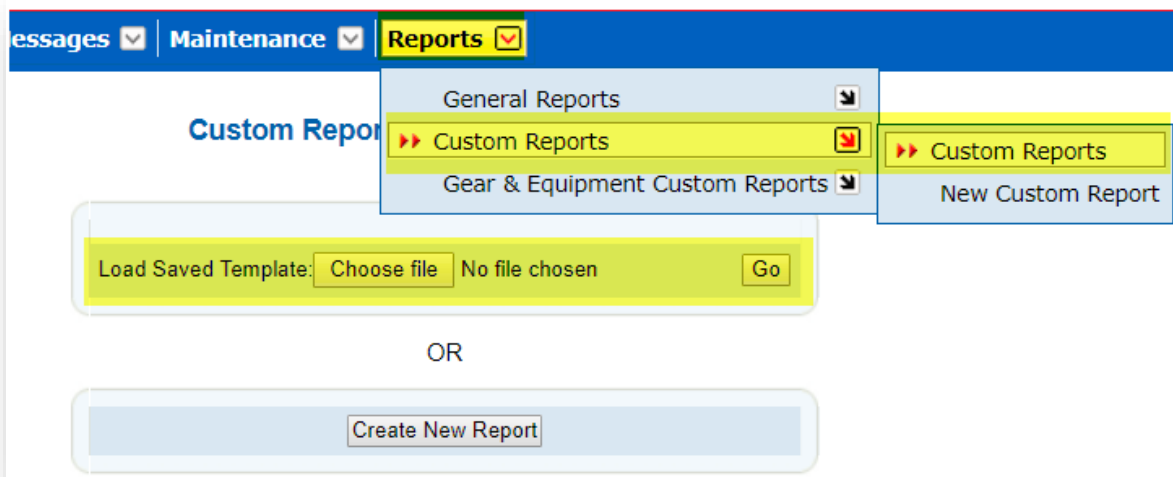 essages Maintenance Reports
General Reports
Custom Repor
Custom Reports
Custom Reports
Gear & Equipment Custom Reports
New Custom Report
Load Saved Template: Choose file No file chosen Go
OR
Create New Report